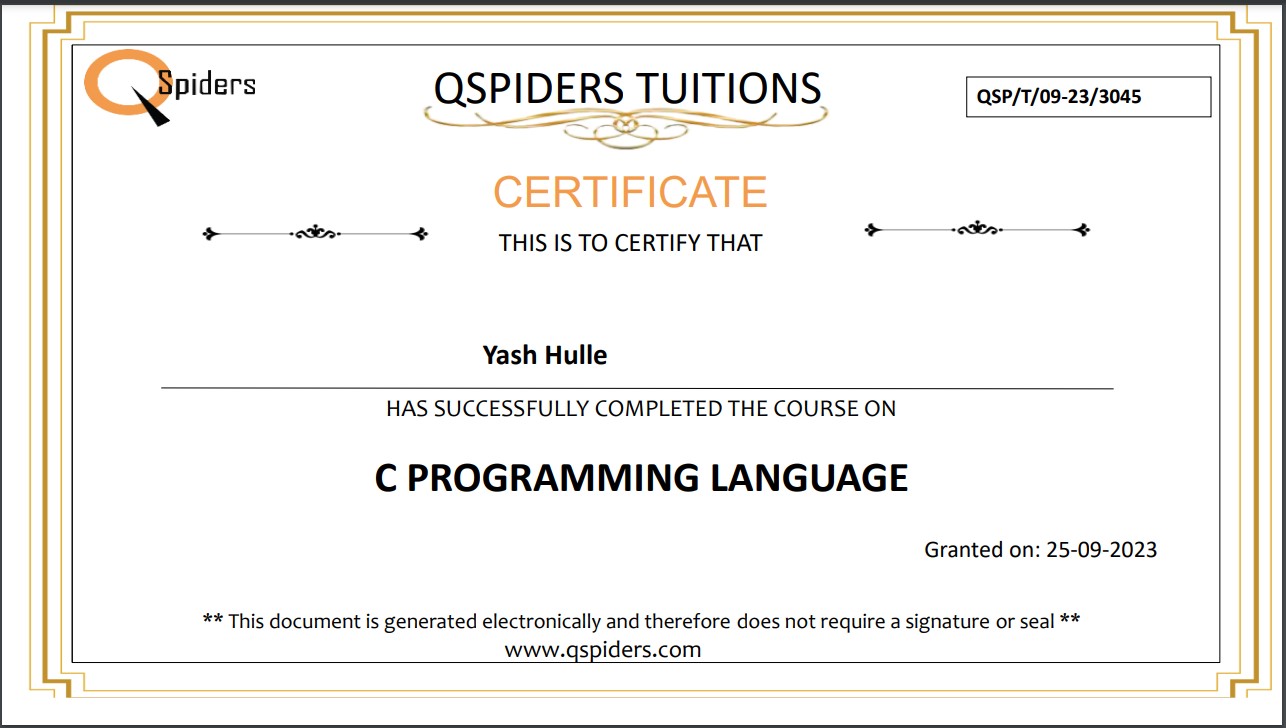 QSpiders
QSPIDERS TUITIONS
QSP/T/09-23/3045
CERTIFICATE
THIS IS TO CERTIFY THAT
Yash Hulle
HAS SUCCESSFULLY COMPLETED THE COURSE ON
C PROGRAMMING LANGUAGE
Granted on: 25-09-2023
** This document is generated electronically and therefore does not require a signature or seal **
www.qspiders.com